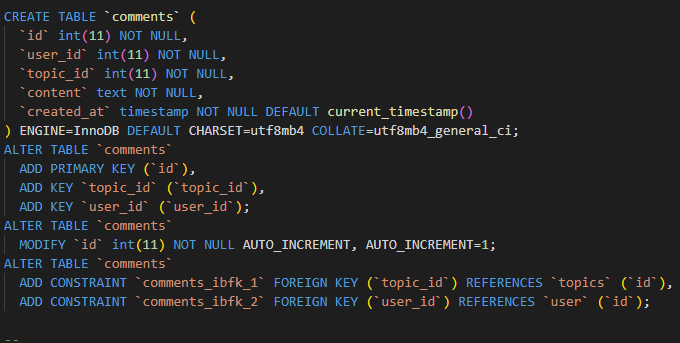 CREATE TABLE `comments` (
  `id` int(11) NOT NULL,
  `user_id` int(11) NOT NULL,
  `topic_id` int(11) NOT NULL,
  `content` text NOT NULL,
  `created_at` timestamp NOT NULL DEFAULT current_timestamp()
) ENGINE=InnoDB DEFAULT CHARSET=utf8mb4 COLLATE=utf8mb4_general_ci;
ALTER TABLE `comments`
  ADD PRIMARY KEY (`id`),
  ADD KEY `topic_id` (`topic_id`),
  ADD KEY `user_id` (`user_id`);
ALTER TABLE `comments`
  MODIFY `id` int(11) NOT NULL AUTO_INCREMENT, AUTO_INCREMENT=1;
ALTER TABLE `comments`
  ADD CONSTRAINT `comments_ibfk_1` FOREIGN KEY (`topic_id`) REFERENCES `topics` (`id`),
  ADD CONSTRAINT `comments_ibfk_2` FOREIGN KEY (`user_id`) REFERENCES `user` (`id`);